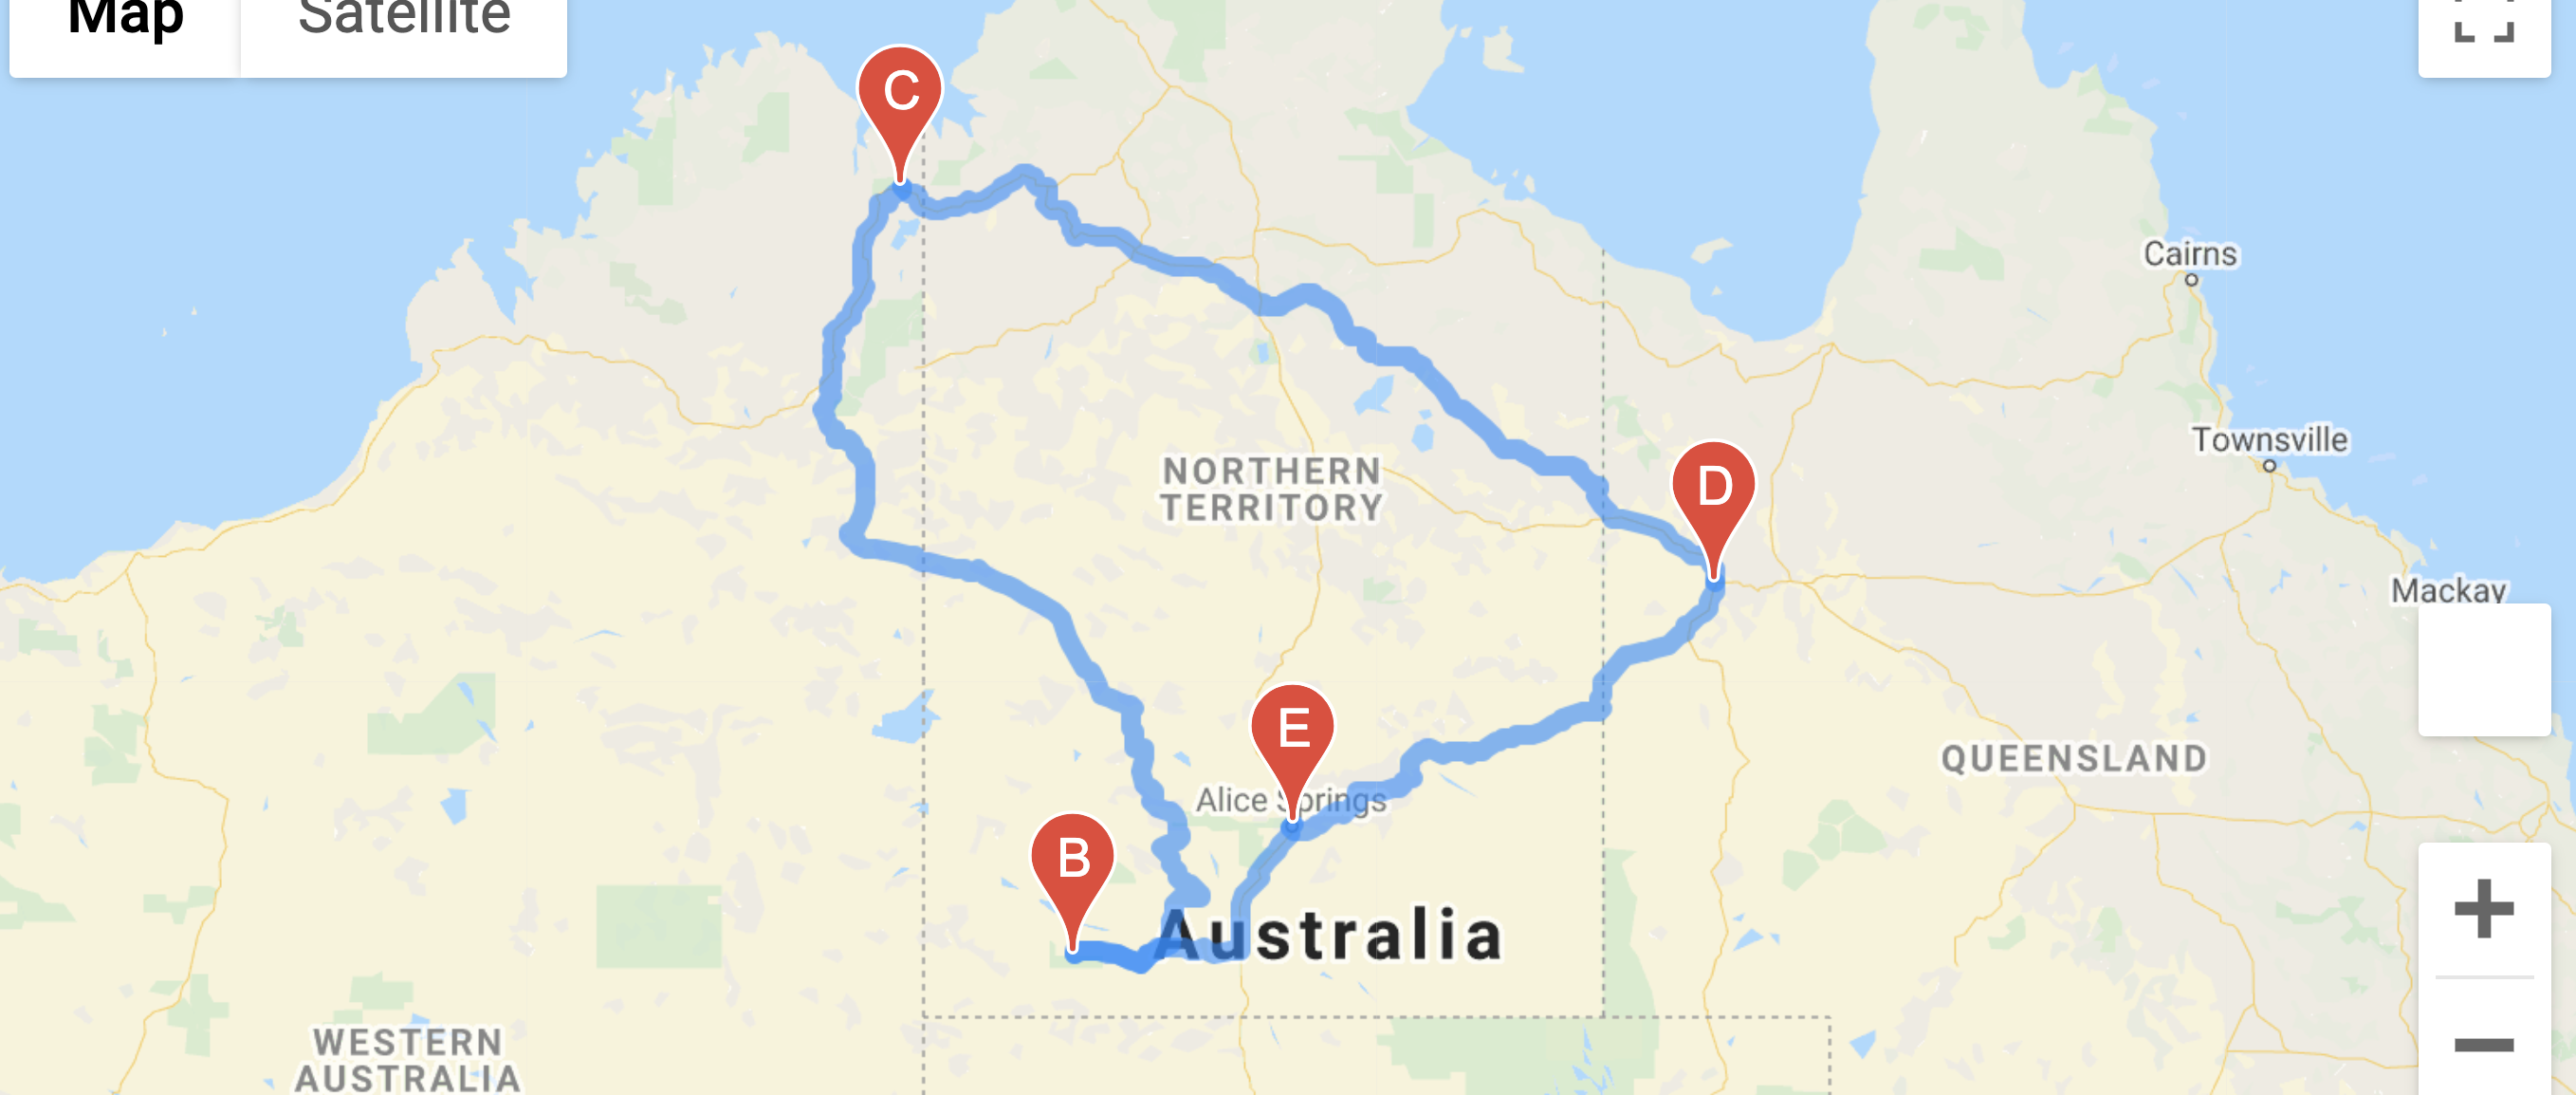 Map
Satellite
C
Cairns
Townsville
NORTHERN
TERRITORY
D
Mackay
E
QUEENSLAND
Alice Springs
B
Australia
WESTERN
AUSTRALIA